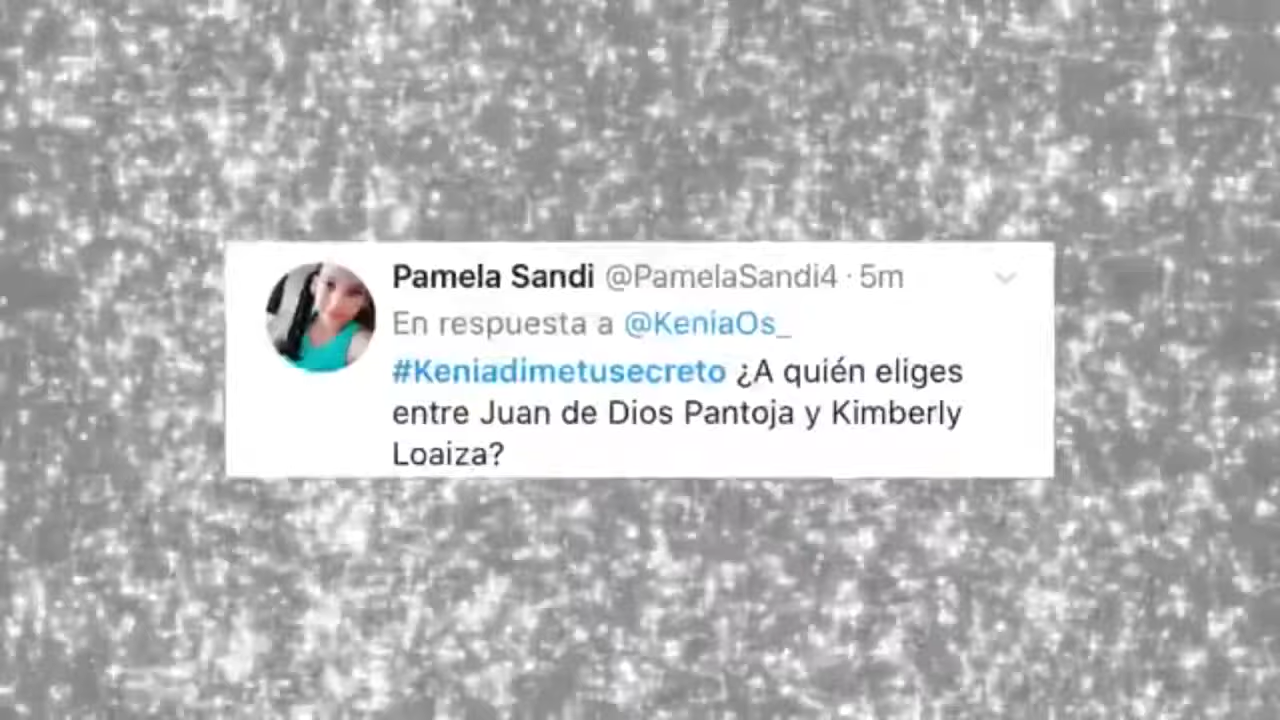 Pamela Sandi @PamelaSandi4 · 5m
En respuesta a @KeniaOs_
#Keniadimetusecreto ¿A quién eliges
entre Juan de Dios Pantoja y Kimberly
Loaiza?